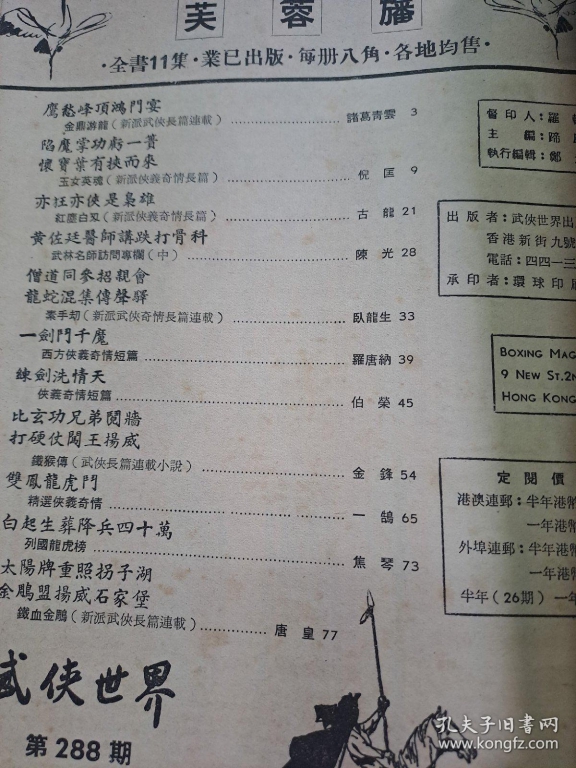 芙蓉旛
·全書11集·業已出版·每册八角·各地均售·
鷹愁峰頂鴻門宴
金鼎游龍（新派武俠長篇連載）……諸葛青雲 3
陷魔掌功虧一簣
懷寶葉有挾而來
玉女英魂（新派俠義奇情長篇）……倪匡 9
亦狂亦俠是梟雄
紅塵白刄（新派俠義奇情長篇）……古龍 21
黃佐廷醫師講跌打骨科
武林名師訪問專欄（中）……陳光 28
僧道同參招親會
龍蛇混集傳聲驛
素手刧（新派武俠奇情長篇連載）……臥龍生 33
一劍鬥千魔
西方俠義奇情短篇……羅唐納 39
練劍洗情天
俠義奇情短篇……伯榮 45
比玄功兄弟鬩牆
打硬仗闖王揚威
鐵猴傳（武俠長篇連載小說）……金鋒 54
雙鳳龍虎鬥
精選俠義奇情……一鵠 65
白起生葬降兵四十萬
列國龍虎榜……焦琴 73
太陽牌重照拐子湖
金鵰盟揚威石家堡
鐵血金鵰（新派武俠長篇連載）……唐皇 77
武俠世界
第288期
督印人：羅
主編：蹄
執行編輯：鄭
出版者：武俠世界出
香港新街九號
電話：四四一三
承印者：環球印
BOXING MAG
9 NEW ST. 2N
HONG KONG
定閱價
港澳連郵：半年港幣
一年港幣
外埠連郵：半年港幣
一年港幣
半年（26期）一年
孔夫子旧書网
www.kongfz.com